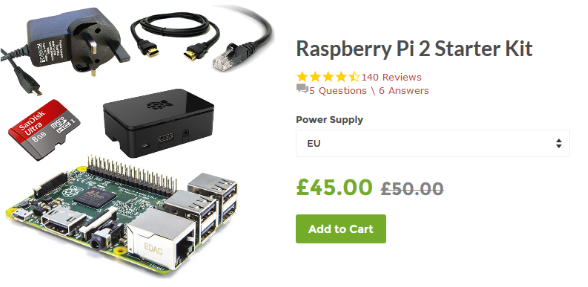 Raspberry Pi 2 Starter Kit
140 Reviews
5 Questions \ 6 Answers
Power Supply
EU
£45.00 £50.00
Add to Cart
SanDisk
Ultra
8GB
EDAC